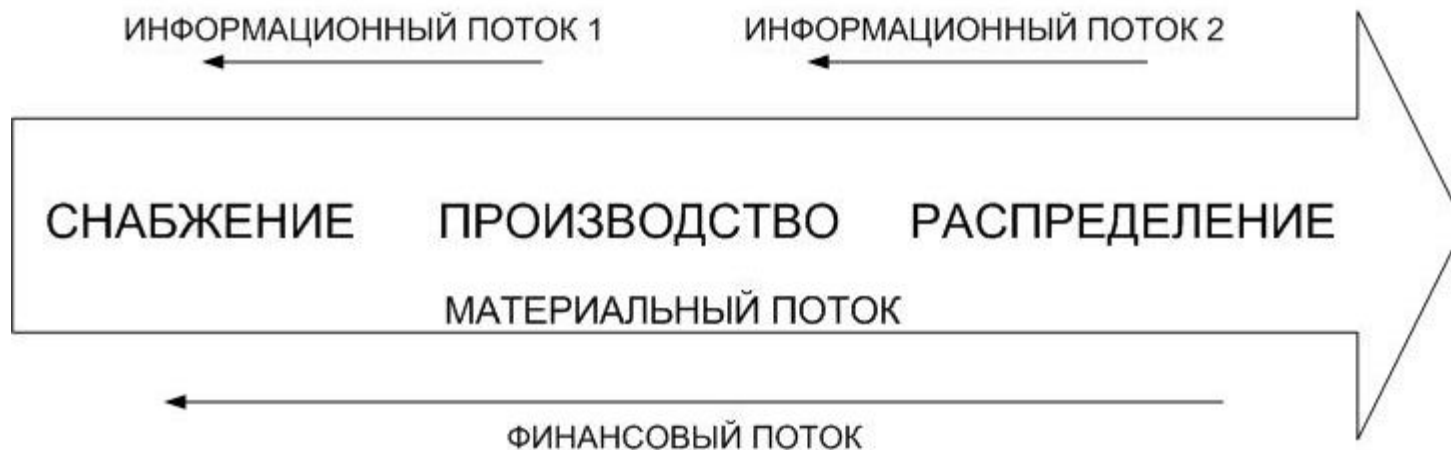 ИНФОРМАЦИОННЫЙ ПОТОК 1
ИНФОРМАЦИОННЫЙ ПОТОК 2
СНАБЖЕНИЕ ПРОИЗВОДСТВО РАСПРЕДЕЛЕНИЕ
МАТЕРИАЛЬНЫЙ ПОТОК
ФИНАНСОВЫЙ ПОТОК